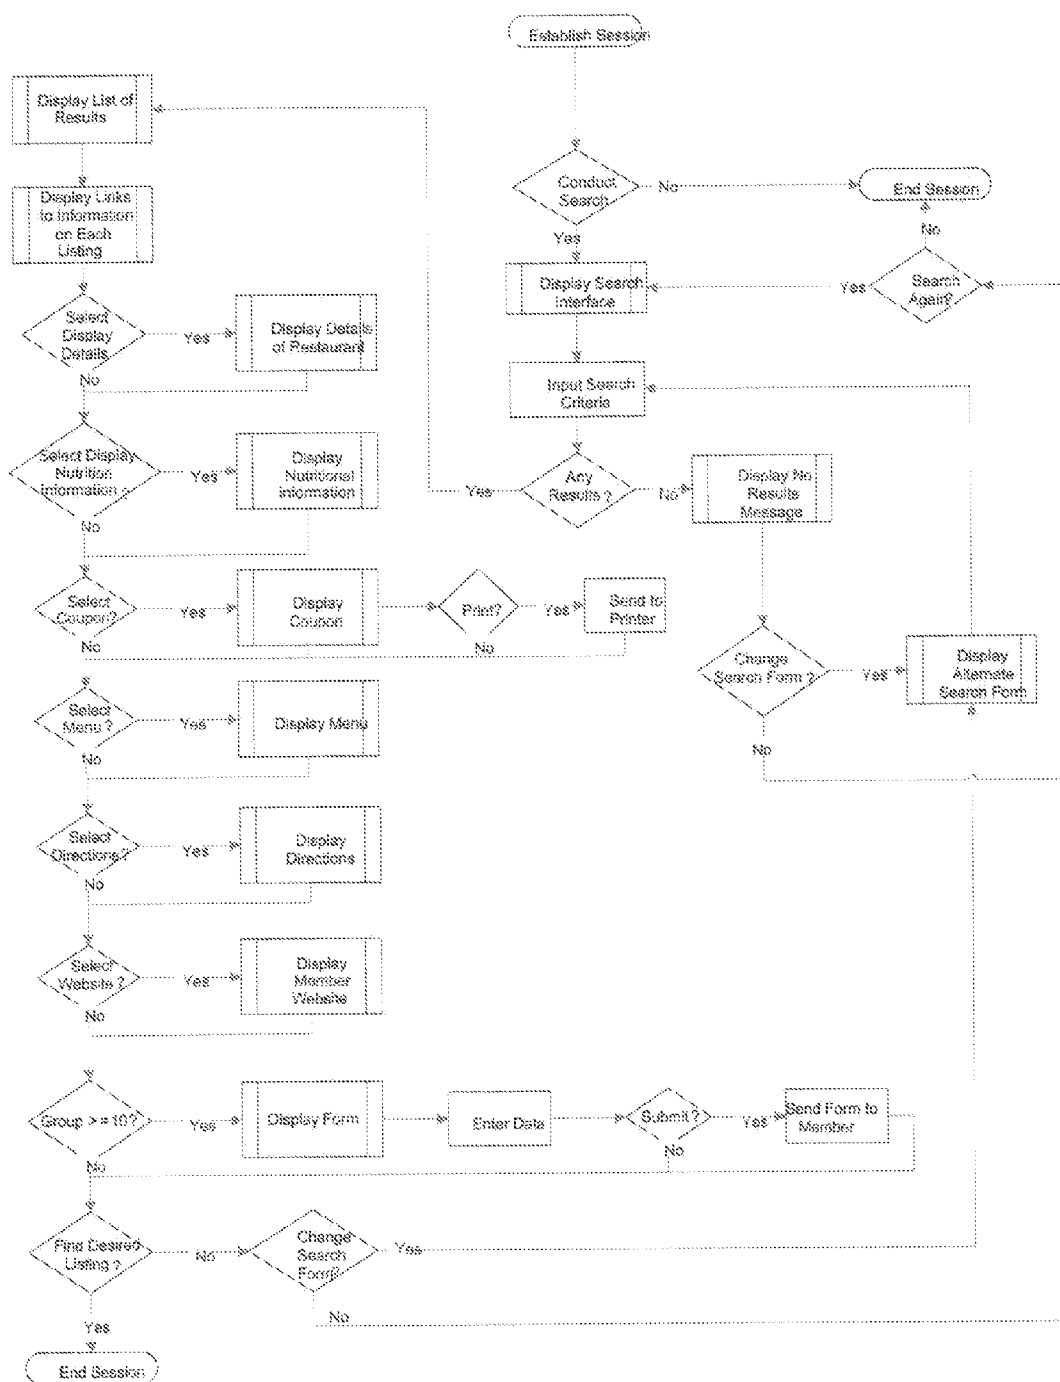 Establish Session
Display List of
Results
Conduct
Search
No
End Session
Yes
No
Display Links
to Information
on Each
Listing
Display Search
Interface
Yes
Search
Again?
Select
Display
Details
Yes
Display Details
of Restaurant
No
Input Search
Criteria
Select Display
Nutrition
Information ?
Yes
Display
Nutritional
Information
No
Yes
Any
Results ?
No
Display No
Results
Message
Select
Coupon?
Yes
Display
Coupon
Print?
Yes
Send to
Printer
No
No
Change
Search Form ?
Yes
Display
Alternate
Search Form
No
Select
Menu ?
Yes
Display Menu
No
Select
Directions ?
Yes
Display
Directions
No
Select
Website ?
Yes
Display
Member
Website
No
Group >=10?
Yes
Display Form
Enter Data
Submit ?
Yes
Send Form to
Member
No
No
Find Desired
Listing ?
No
Change
Search
Form?
Yes
No
Yes
End Session